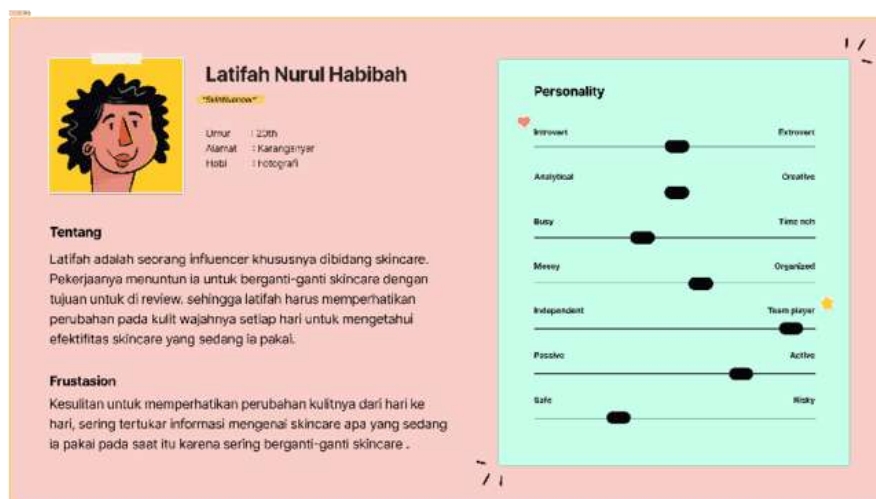 Latifah Nurul Habibah
"Skinfluencer"
Umur : 20th
Alamat : Karanganyar
Hobi : Fotografi
Tentang
Latifah adalah seorang influencer khususnya dibidang skincare.
Pekerjaanya menuntun ia untuk berganti-ganti skincare dengan
tujuan untuk di review. sehingga latifah harus memperhatikan
perubahan pada kulit wajahnya setiap hari untuk mengetahui
efektifitas skincare yang sedang ia pakai.
Frustasion
Kesulitan untuk memperhatikan perubahan kulitnya dari hari ke
hari, sering tertukar informasi mengenai skincare apa yang sedang
ia pakai pada saat itu karena sering berganti-ganti skincare .
Personality
Introvert Extrovert
Analytical Creative
Busy Time rich
Messy Organized
Independent Team player
Passive Active
Safe Risky